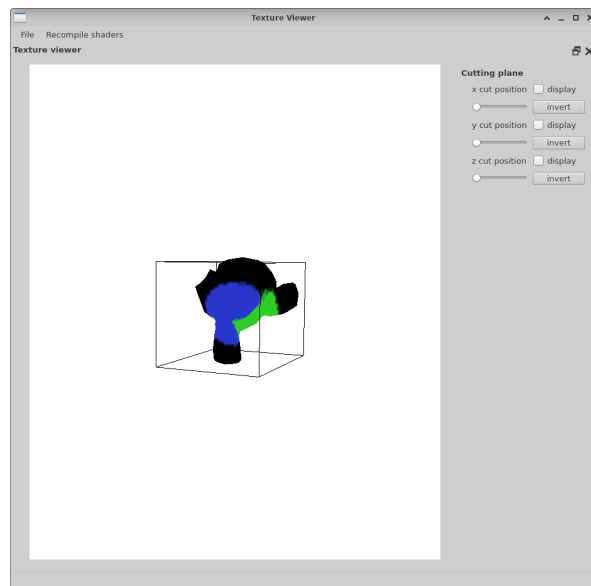 Texture Viewer
File Recompile shaders
Texture viewer
Cutting plane
x cut position display
invert
y cut position display
invert
z cut position display
invert